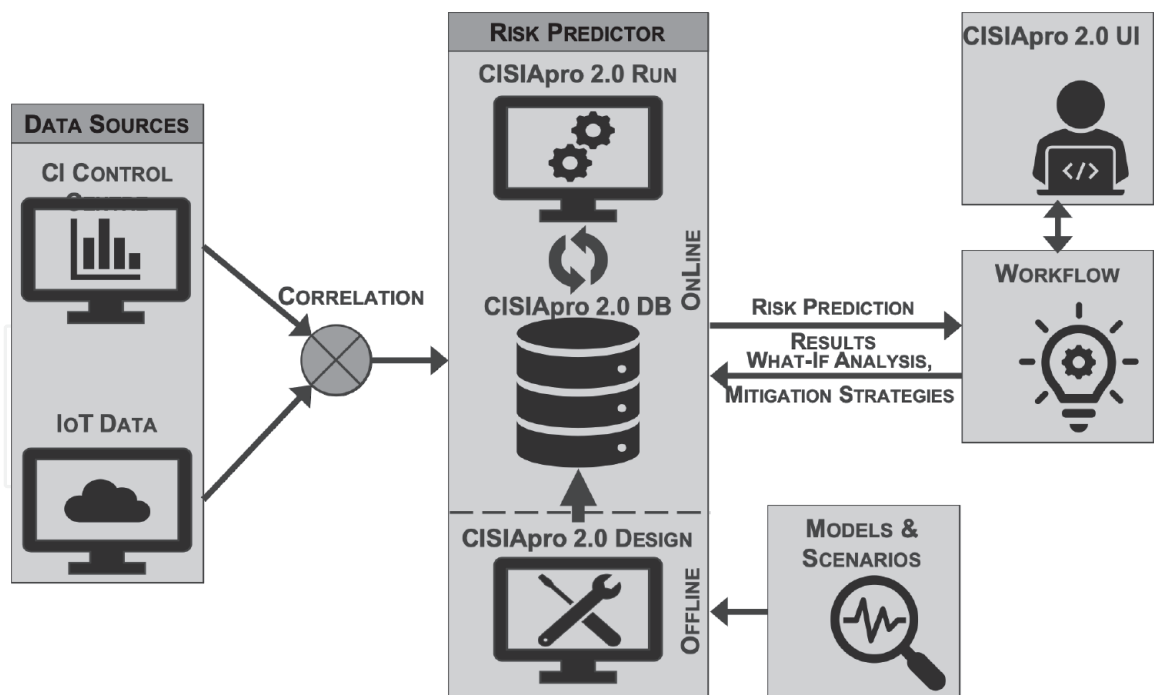 DATA SOURCES
CI CONTROL
CENTRE
IOT DATA
CORRELATION
RISK PREDICTOR
CISIAPRO 2.0 RUN
ONLINE
CISIAPRO 2.0 DB
CISIAPRO 2.0 DESIGN
OFFLINE
RISK PREDICTION
RESULTS
WHAT-IF ANALYSIS,
MITIGATION STRATEGIES
CISIAPRO 2.0 UI
</>
WORKFLOW
MODELS &
SCENARIOS